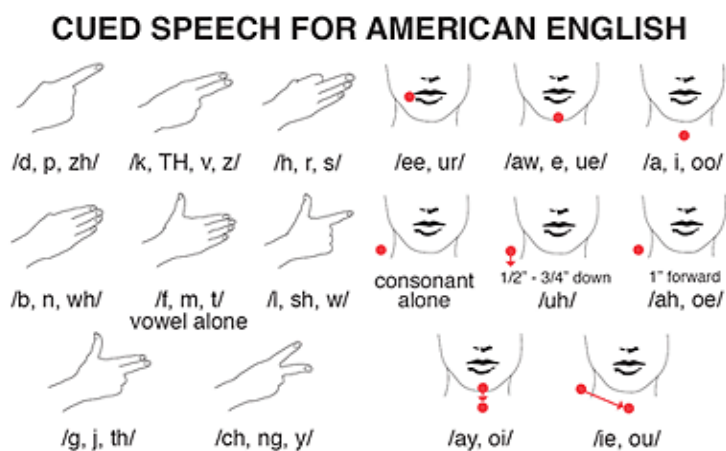 CUED SPEECH FOR AMERICAN ENGLISH
/d, p, zh/
/k, TH, v, z/
/h, r, s/
/ee, ur/
/aw, e, ue/
/a, i, oo/
/b, n, wh/
/f, m, t/
vowel alone
/l, sh, w/
consonant
alone
1/2" - 3/4" down
/uh/
1" forward
/ah, oe/
/g, j, th/
/ch, ng, y/
/ay, oi/
/ie, ou/